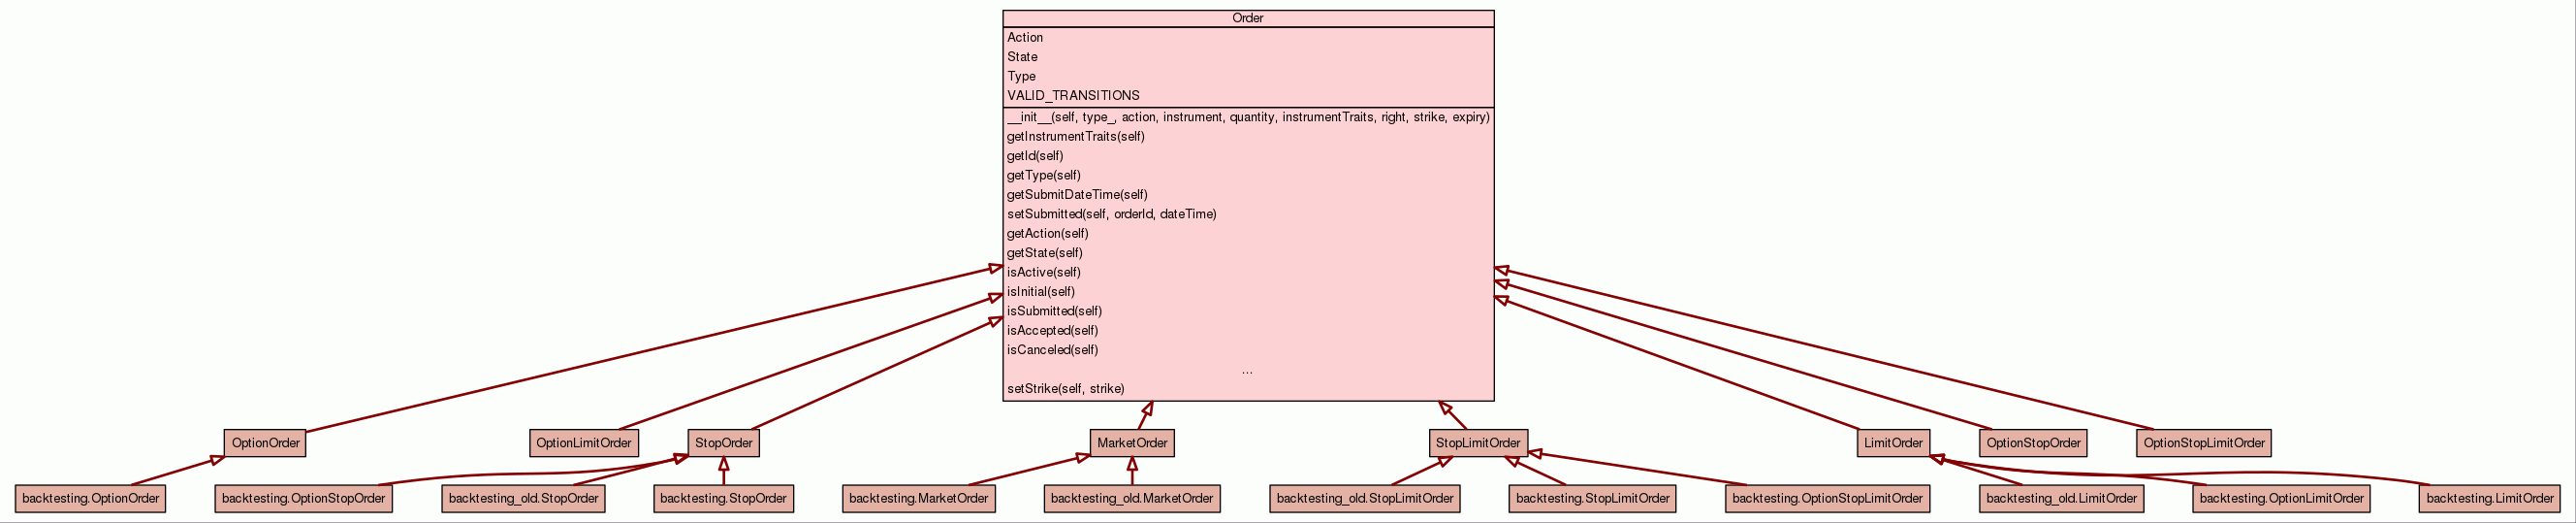 Order
Action
State
Type
VALID_TRANSITIONS
__init__(self, type_, action, instrument, quantity, instrumentTraits, right, strike, expiry)
getInstrumentTraits(self)
getId(self)
getType(self)
getSubmitDateTime(self)
setSubmitted(self, orderId, dateTime)
getAction(self)
getState(self)
isActive(self)
isInitial(self)
isSubmitted(self)
isAccepted(self)
isCanceled(self)
...
setStrike(self, strike)
OptionOrder
OptionLimitOrder
StopOrder
MarketOrder
StopLimitOrder
LimitOrder
OptionStopOrder
OptionStopLimitOrder
backtesting.OptionOrder
backtesting.OptionStopOrder
backtesting_old.StopOrder
backtesting.StopOrder
backtesting.MarketOrder
backtesting_old.MarketOrder
backtesting_old.StopLimitOrder
backtesting.StopLimitOrder
backtesting.OptionStopLimitOrder
backtesting_old.LimitOrder
backtesting.OptionLimitOrder
backtesting.LimitOrder